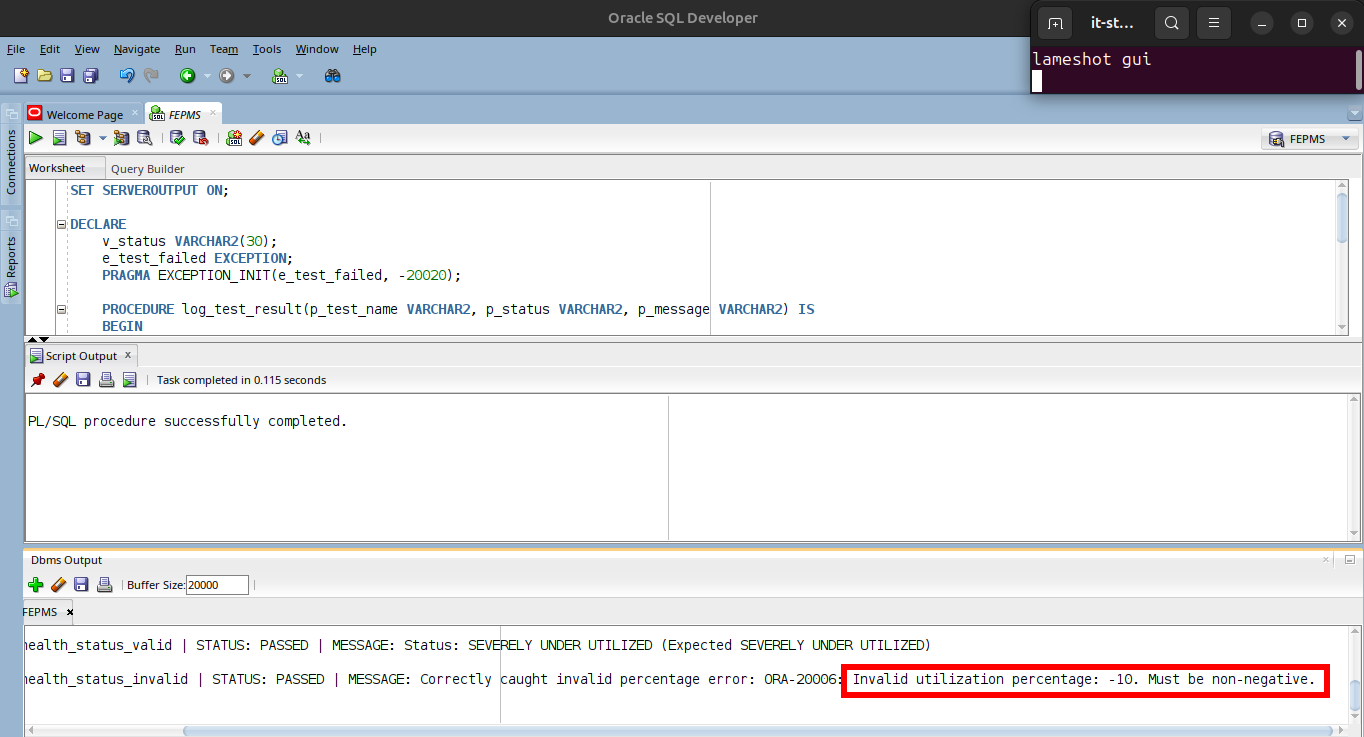 Oracle SQL Developer
it-st...
lameshot gui
File Edit View Navigate Run Team Tools Window Help
SQL
Connections
Reports
Welcome Page
SQL FEPMS
SQL Aa
FEPMS
Worksheet Query Builder
SET SERVEROUTPUT ON;
DECLARE
v_status VARCHAR2(30);
e_test_failed EXCEPTION;
PRAGMA EXCEPTION_INIT(e_test_failed, -20020);
PROCEDURE log_test_result(p_test_name VARCHAR2, p_status VARCHAR2, p_message VARCHAR2) IS
BEGIN
Script Output
Task completed in 0.115 seconds
PL/SQL procedure successfully completed.
Dbms Output
Buffer Size: 20000
FEPMS
health_status_valid | STATUS: PASSED | MESSAGE: Status: SEVERELY UNDER UTILIZED (Expected SEVERELY UNDER UTILIZED)
health_status_invalid | STATUS: PASSED | MESSAGE: Correctly caught invalid percentage error: ORA-20006: Invalid utilization percentage: -10. Must be non-negative.